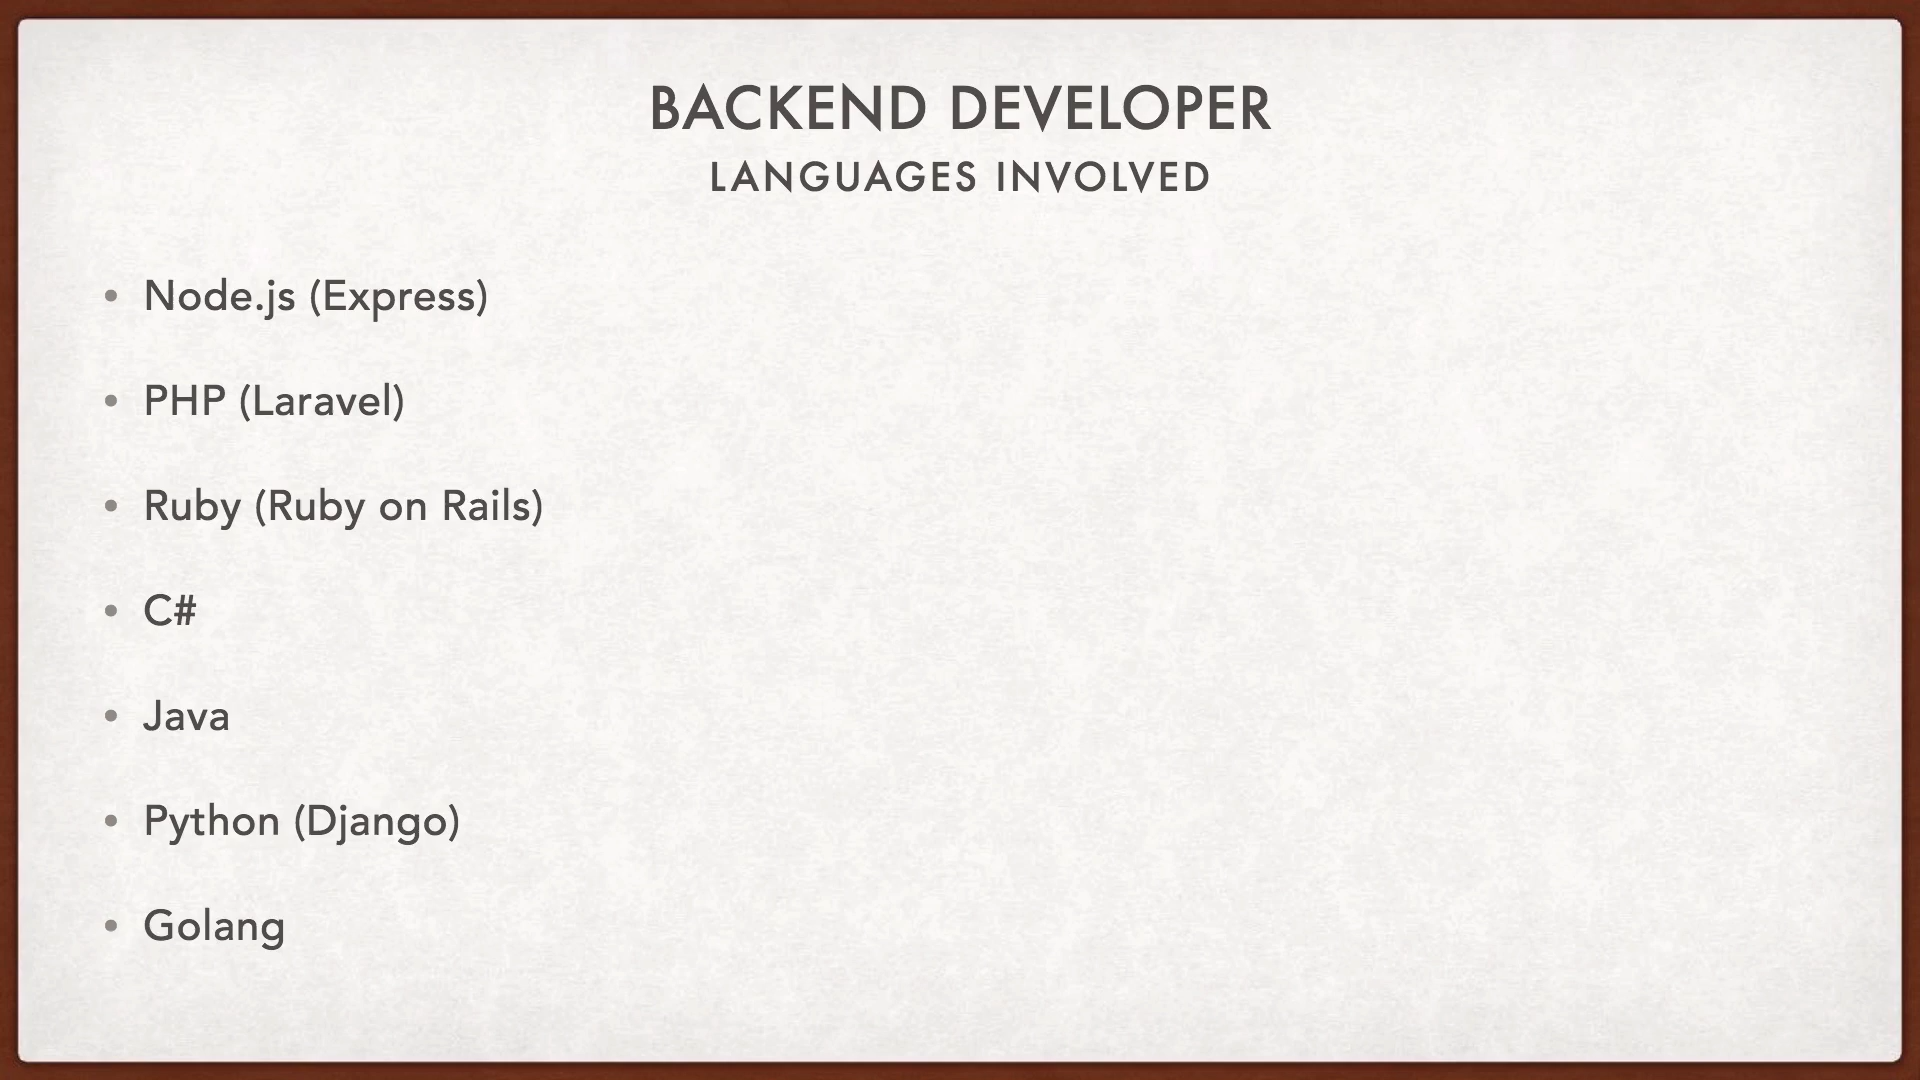 BACKEND DEVELOPER
LANGUAGES INVOLVED
• Node.js (Express)
• PHP (Laravel)
• Ruby (Ruby on Rails)
• C#
• Java
• Python (Django)
• Golang